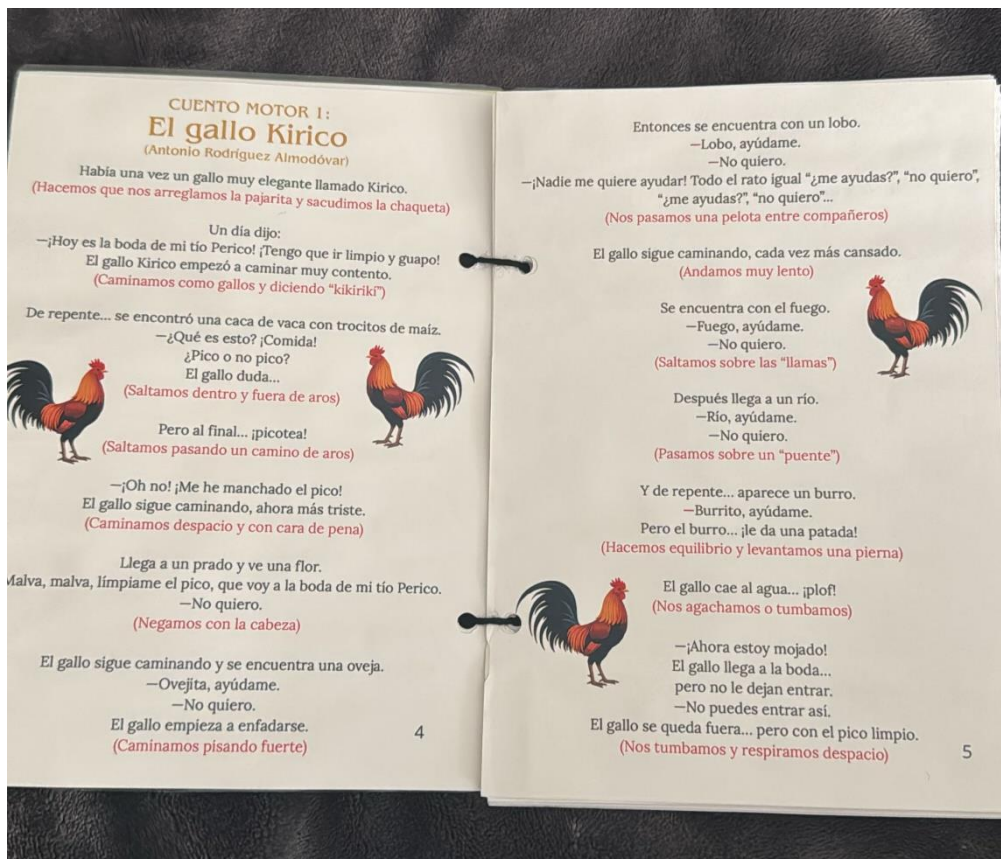 CUENTO MOTOR 1:
El gallo Kirico
(Antonio Rodríguez Almodóvar)
Había una vez un gallo muy elegante llamado Kirico.
(Hacemos que nos arreglamos la pajarita y sacudimos la chaqueta)
Un día dijo:
—¡Hoy es la boda de mi tío Perico! ¡Tengo que ir limpio y guapo!
El gallo Kirico empezó a caminar muy contento.
(Caminamos como gallos y diciendo “kikiriki”)
De repente... se encontró una caca de vaca con trocitos de maíz.
—¿Qué es esto? ¡Comida!
¿Pico o no pico?
El gallo duda...
(Saltamos dentro y fuera de aros)
Pero al final... ¡picotea!
(Saltamos pasando un camino de aros)
—¡Oh no! ¡Me he manchado el pico!
El gallo sigue caminando, ahora más triste.
(Caminamos despacio y con cara de pena)
Llega a un prado y ve una flor.
Malva, malva, límpiame el pico, que voy a la boda de mi tío Perico.
—No quiero.
(Negamos con la cabeza)
El gallo sigue caminando y se encuentra una oveja.
—Ovejita, ayúdame.
—No quiero.
El gallo empieza a enfadarse.
(Caminamos pisando fuerte)
4
Entonces se encuentra con un lobo.
—Lobo, ayúdame.
—No quiero.
—¡Nadie me quiere ayudar! Todo el rato igual “¿me ayudas?”, “no quiero”,
“¿me ayudas?”, “no quiero”...
(Nos pasamos una pelota entre compañeros)
El gallo sigue caminando, cada vez más cansado.
(Andamos muy lento)
Se encuentra con el fuego.
—Fuego, ayúdame.
—No quiero.
(Saltamos sobre las “llamas”)
Después llega a un río.
—Río, ayúdame.
—No quiero.
(Pasamos sobre un “puente”)
Y de repente... aparece un burro.
—Burrito, ayúdame.
Pero el burro... ¡le da una patada!
(Hacemos equilibrio y levantamos una pierna)
El gallo cae al agua... ¡plof!
(Nos agachamos o tumbamos)
—¡Ahora estoy mojado!
El gallo llega a la boda...
pero no le dejan entrar.
—No puedes entrar así.
El gallo se queda fuera... pero con el pico limpio.
(Nos tumbamos y respiramos despacio)
5